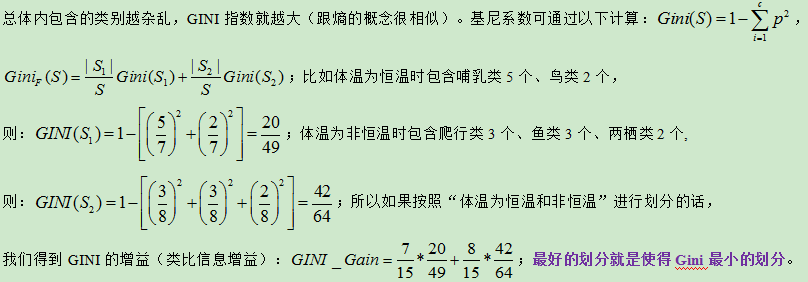 总体内包含的类别越杂乱，GINI 指数就越大（跟熵的概念很相似）。基尼系数可通过以下计算：$Gini(S)=1-\sum_{i=1}^{c}p^2$，
$Gini_F(S)=\frac{|S_1|}{S}Gini(S_1)+\frac{|S_2|}{S}Gini(S_2)$；比如体温为恒温时包含哺乳类 5 个、鸟类 2 个，
则：$GINI(S_1)=1-\left[\left(\frac{5}{7}\right)^2+\left(\frac{2}{7}\right)^2\right]=\frac{20}{49}$；体温为非恒温时包含爬行类 3 个、鱼类 3 个、两栖类 2 个,
则：$GINI(S_2)=1-\left[\left(\frac{3}{8}\right)^2+\left(\frac{3}{8}\right)^2+\left(\frac{2}{8}\right)^2\right]=\frac{42}{64}$；所以如果按照“体温为恒温和非恒温”进行划分的话，
我们得到 GINI 的增益（类比信息增益）：$GINI\_Gain=\frac{7}{15}*\frac{20}{49}+\frac{8}{15}*\frac{42}{64}$；最好的划分就是使得 Gini 最小的划分。